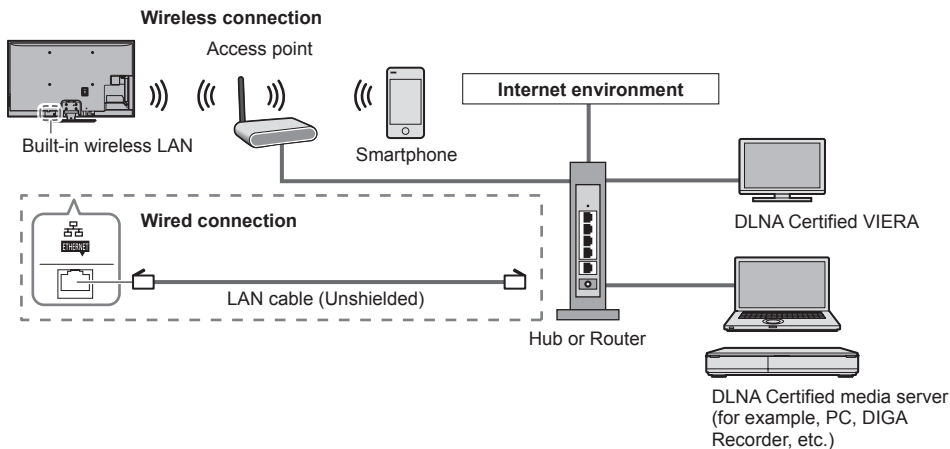 Wireless connection
Access point
Internet environment
Built-in wireless LAN
Smartphone
DLNA Certified VIERA
Wired connection
ETHERNET
LAN cable (Unshielded)
Hub or Router
DLNA Certified media server
(for example, PC, DIGA
Recorder, etc.)